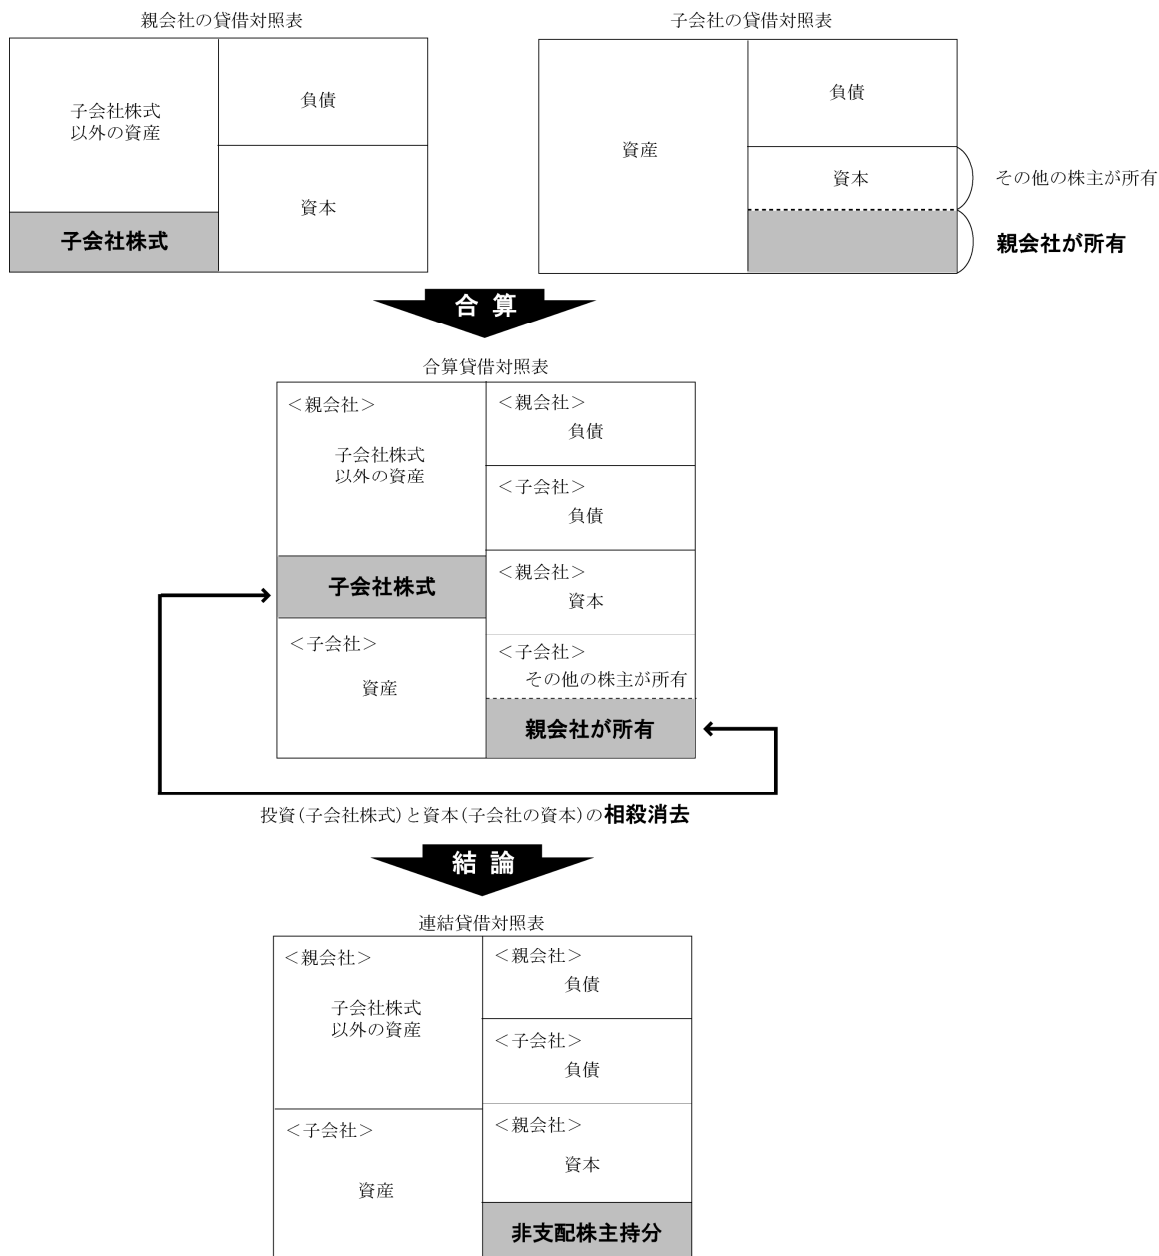 親会社の貸借対照表
子会社株式
以外の資産
子会社株式
負債
資本
子会社の貸借対照表
資産
負債
資本
その他の株主が所有
親会社が所有
合 算
合算貸借対照表
＜親会社＞
子会社株式
以外の資産
子会社株式
＜子会社＞
資産
＜親会社＞
負債
＜子会社＞
負債
＜親会社＞
資本
＜子会社＞
その他の株主が所有
親会社が所有
投資(子会社株式)と資本(子会社の資本)の相殺消去
結 論
連結貸借対照表
＜親会社＞
子会社株式
以外の資産
＜子会社＞
資産
＜親会社＞
負債
＜子会社＞
負債
＜親会社＞
資本
非支配株主持分